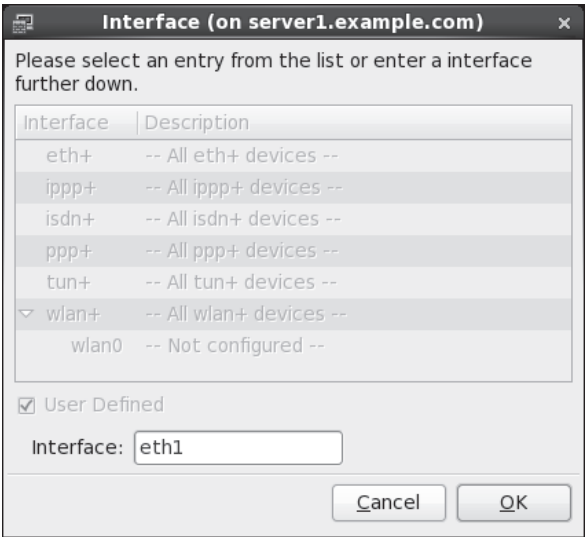 Interface (on server1.example.com)
Please select an entry from the list or enter a interface
further down.
Interface Description
eth+ -- All eth+ devices --
ippp+ -- All ippp+ devices --
isdn+ -- All isdn+ devices --
ppp+ -- All ppp+ devices --
tun+ -- All tun+ devices --
wlan+ -- All wlan+ devices --
wlan0 -- Not configured --
User Defined
Interface: eth1
Cancel OK